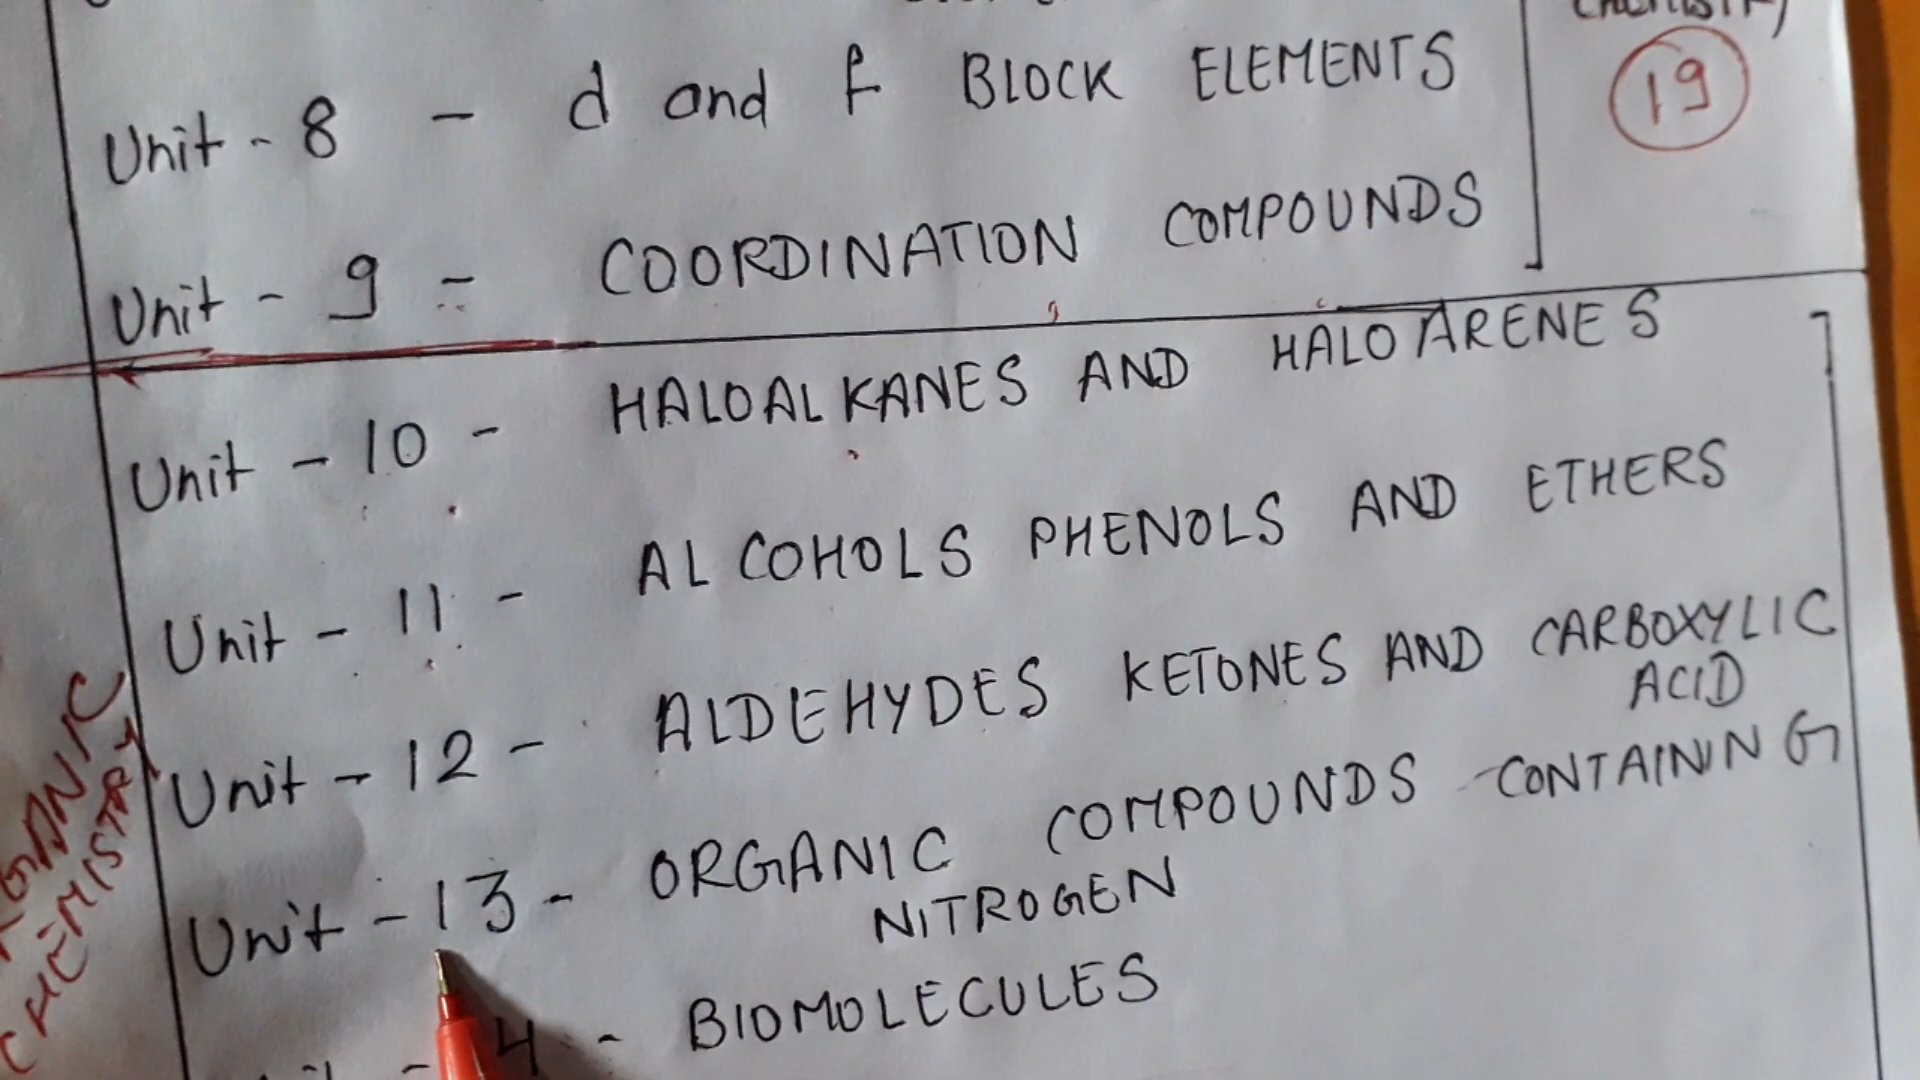 Unit - 8 - d and f BLOCK ELEMENTS
19
Unit - 9 - COORDINATION COMPOUNDS
Unit - 10 - HALOALKANES AND HALOARENES
Unit - 11 - ALCOHOLS PHENOLS AND ETHERS
Unit - 12 - ALDEHYDES KETONES AND CARBOXYLIC
ACID
Unit - 13 - ORGANIC COMPOUNDS CONTAINING
NITROGEN
4 - BIOMOLECULES
CHEMISTRY